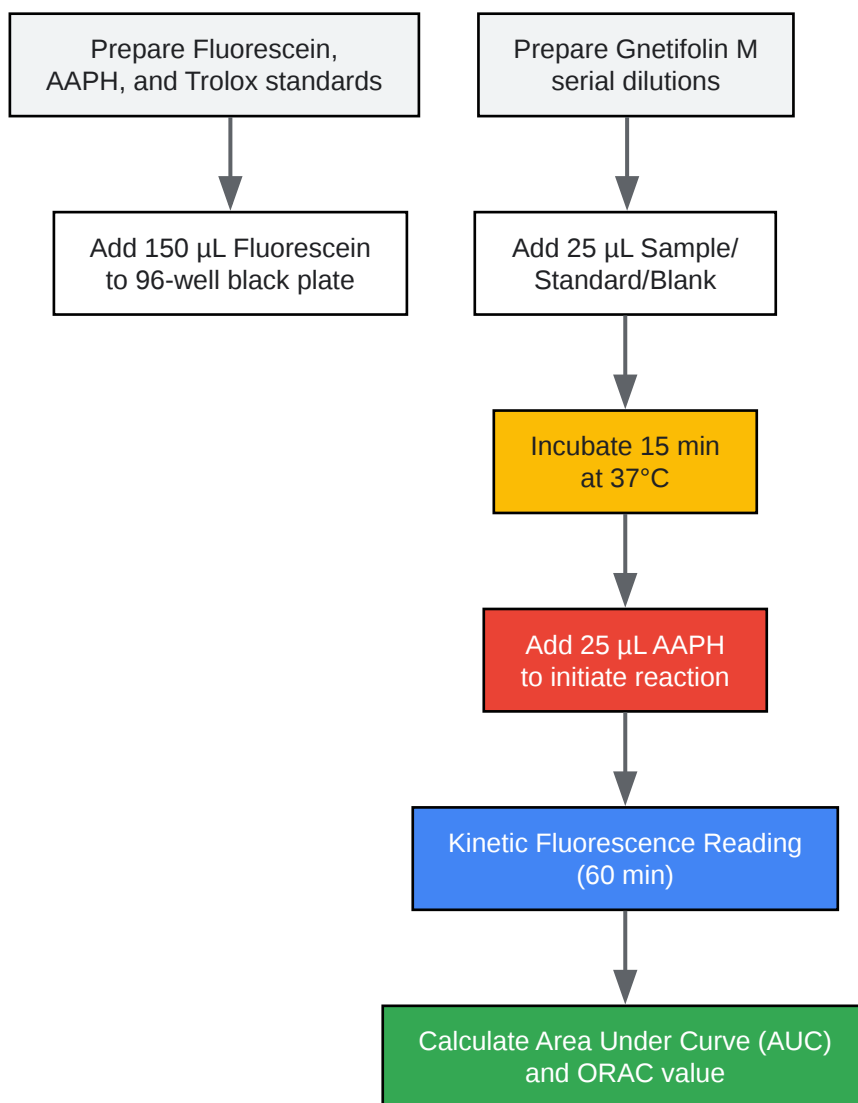 Prepare Fluorescein,
AAPH, and Trolox standards
Prepare Gnetifolin M
serial dilutions
Add 150 µL Fluorescein
to 96-well black plate
Add 25 µL Sample/
Standard/Blank
Incubate 15 min
at 37°C
Add 25 µL AAPH
to initiate reaction
Kinetic Fluorescence Reading
(60 min)
Calculate Area Under Curve (AUC)
and ORAC value